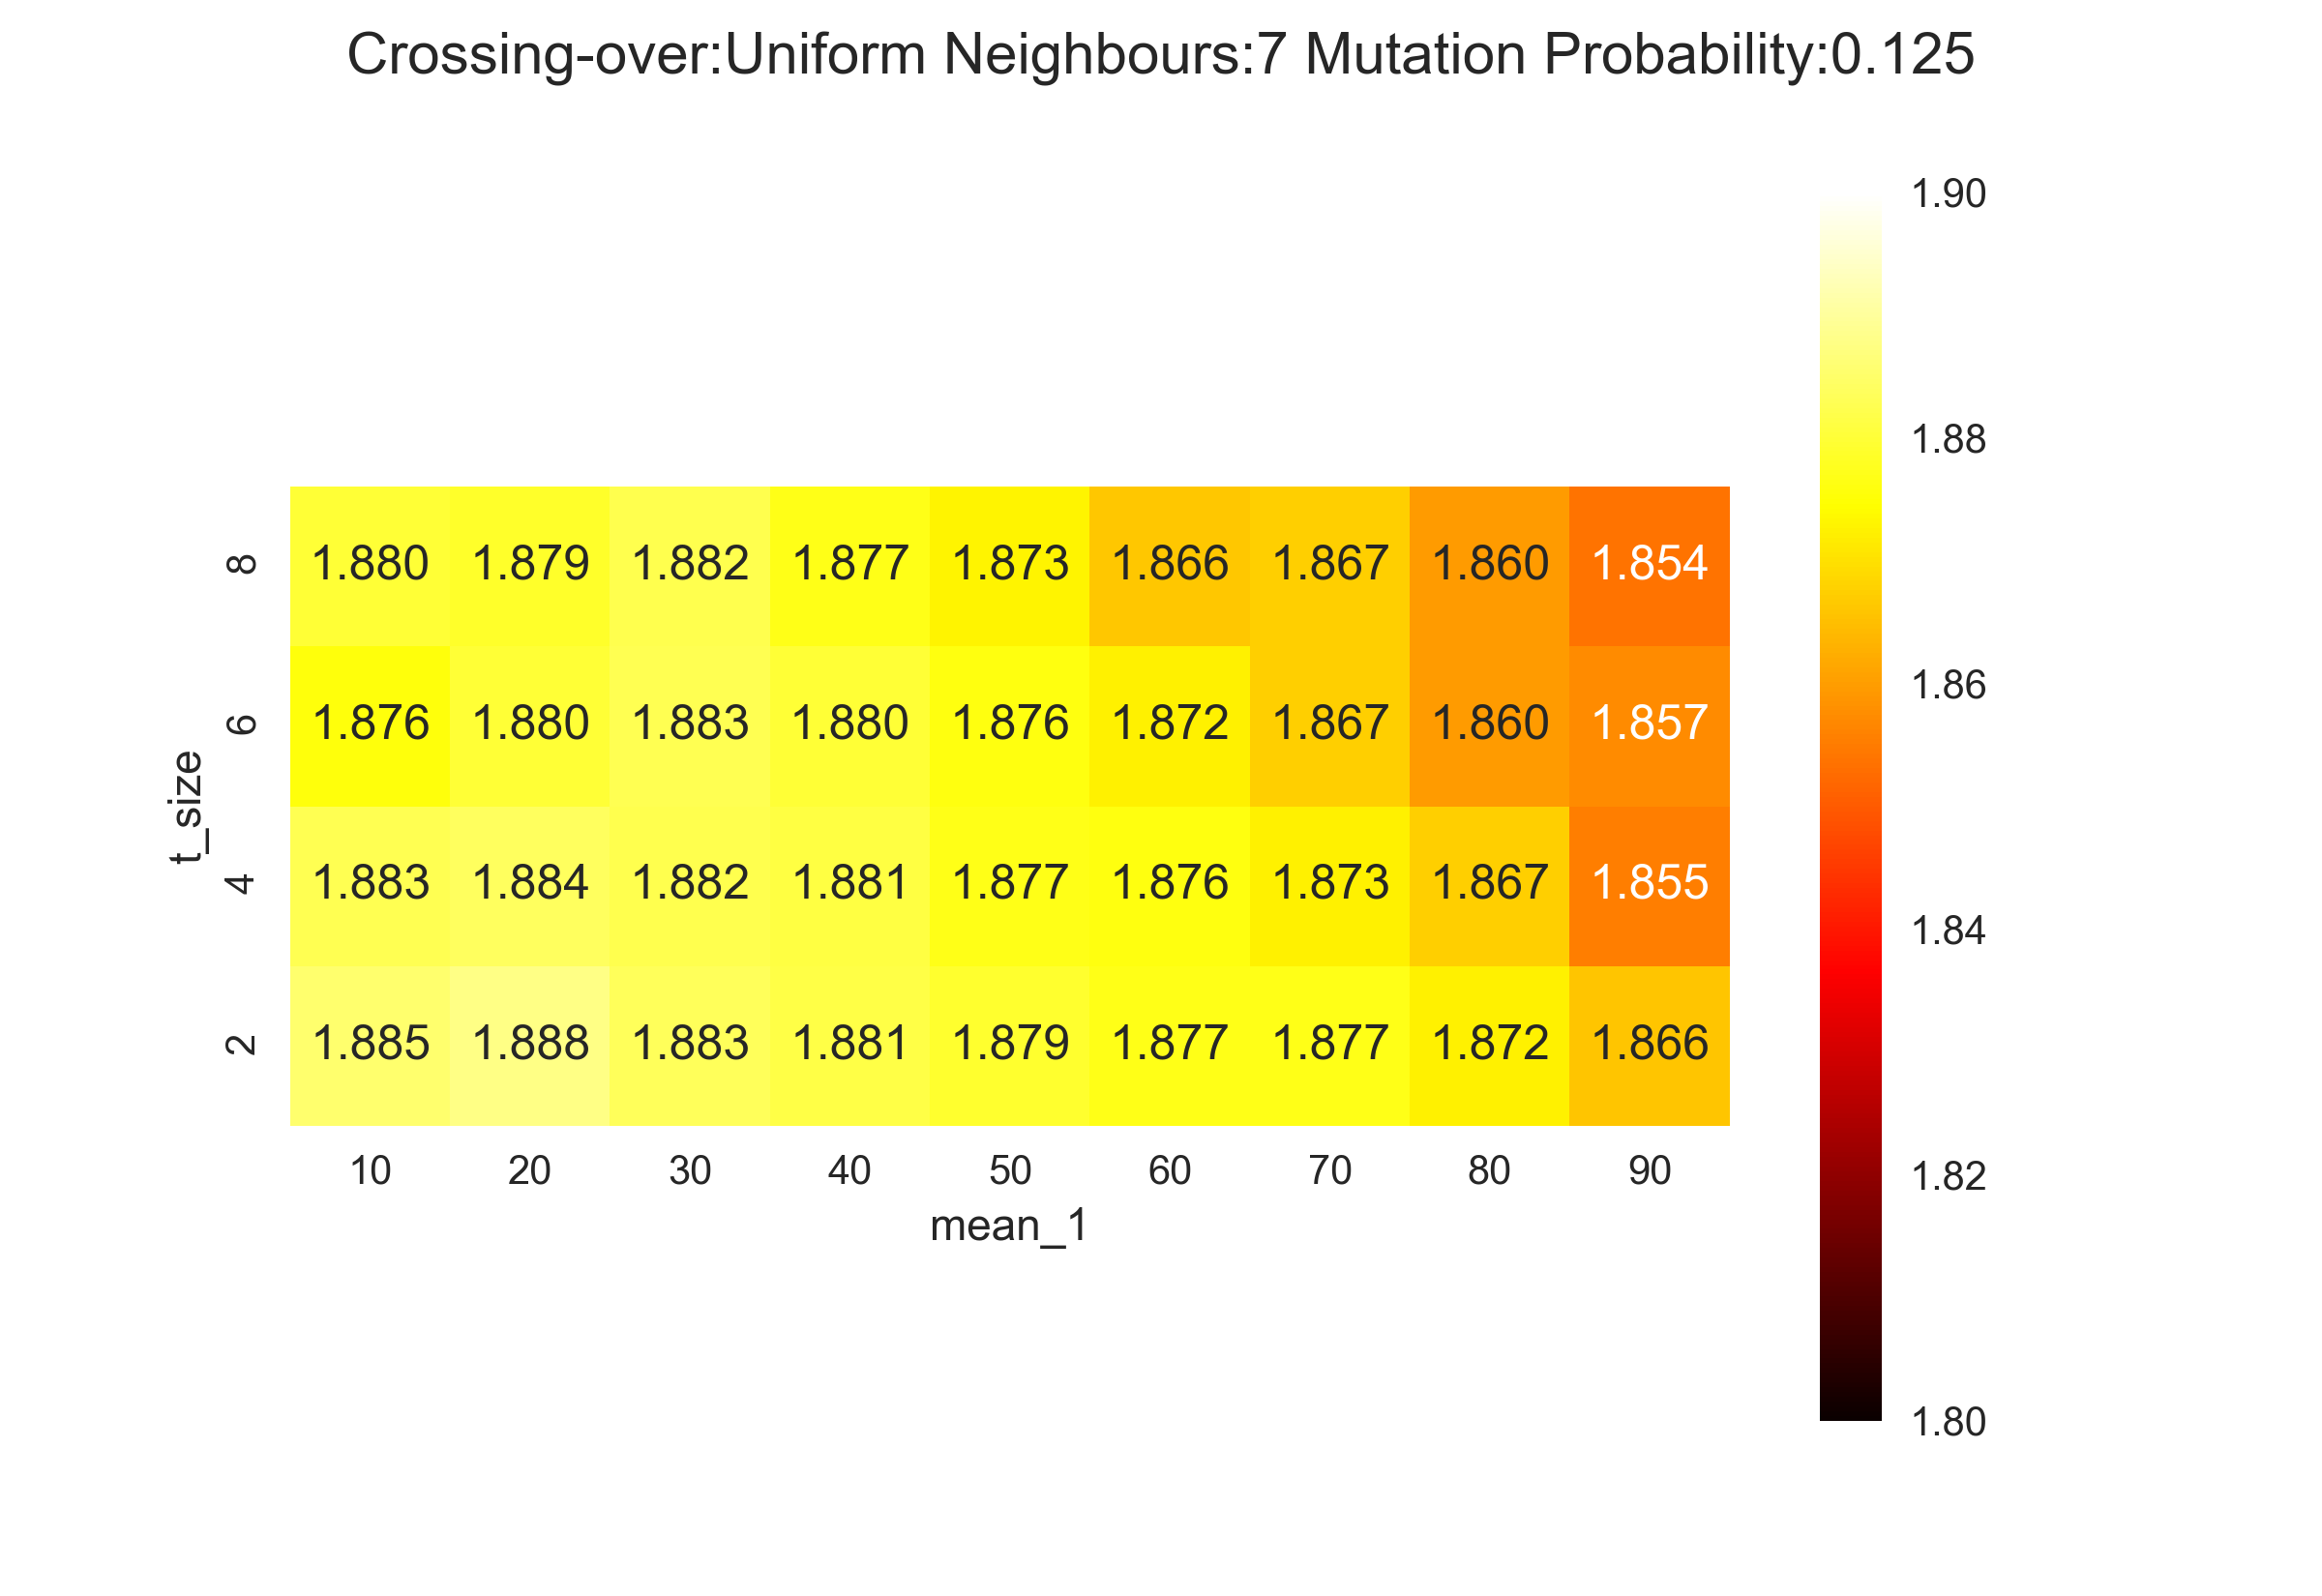 Crossing-over:Uniform Neighbours:7 Mutation Probability:0.125
t_size
8 1.880 1.879 1.882 1.877 1.873 1.866 1.867 1.860 1.854
6 1.876 1.880 1.883 1.880 1.876 1.872 1.867 1.860 1.857
4 1.883 1.884 1.882 1.881 1.877 1.876 1.873 1.867 1.855
2 1.885 1.888 1.883 1.881 1.879 1.877 1.877 1.872 1.866
10 20 30 40 50 60 70 80 90
mean_1
1.90
1.88
1.86
1.84
1.82
1.80